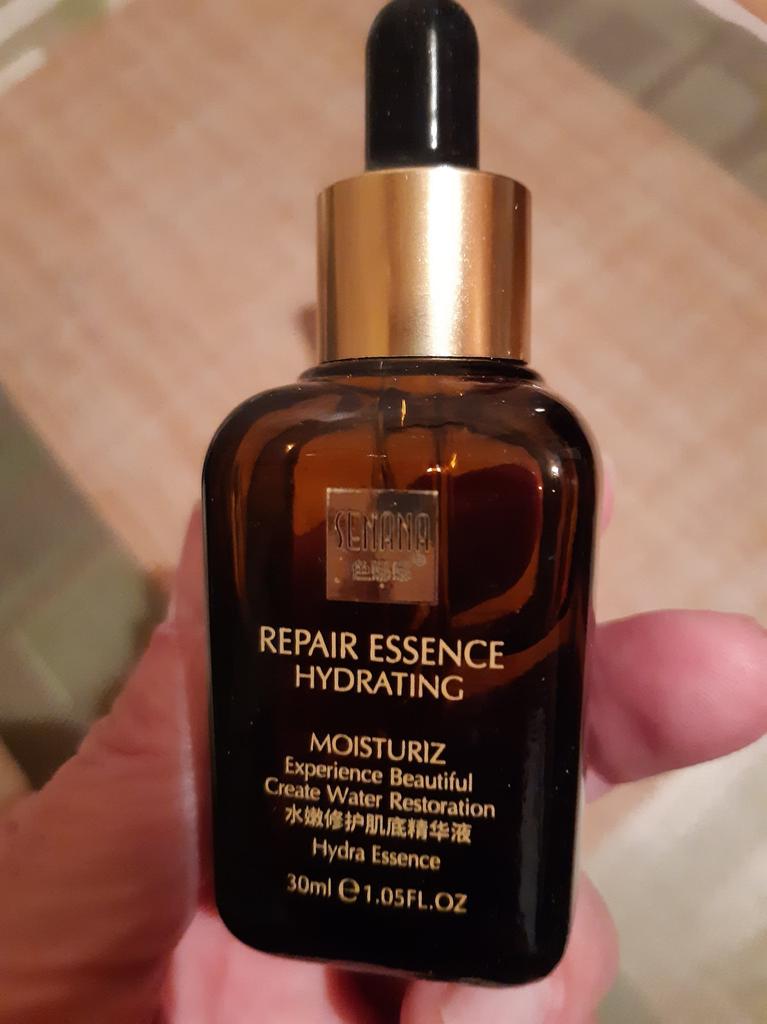 SENANA
REPAIR ESSENCE
HYDRATING
MOISTURIZ
Experience Beautiful
Create Water Restoration
水嫩修护肌底精华液
Hydra Essence
30ml ℮ 1.05FL.OZ